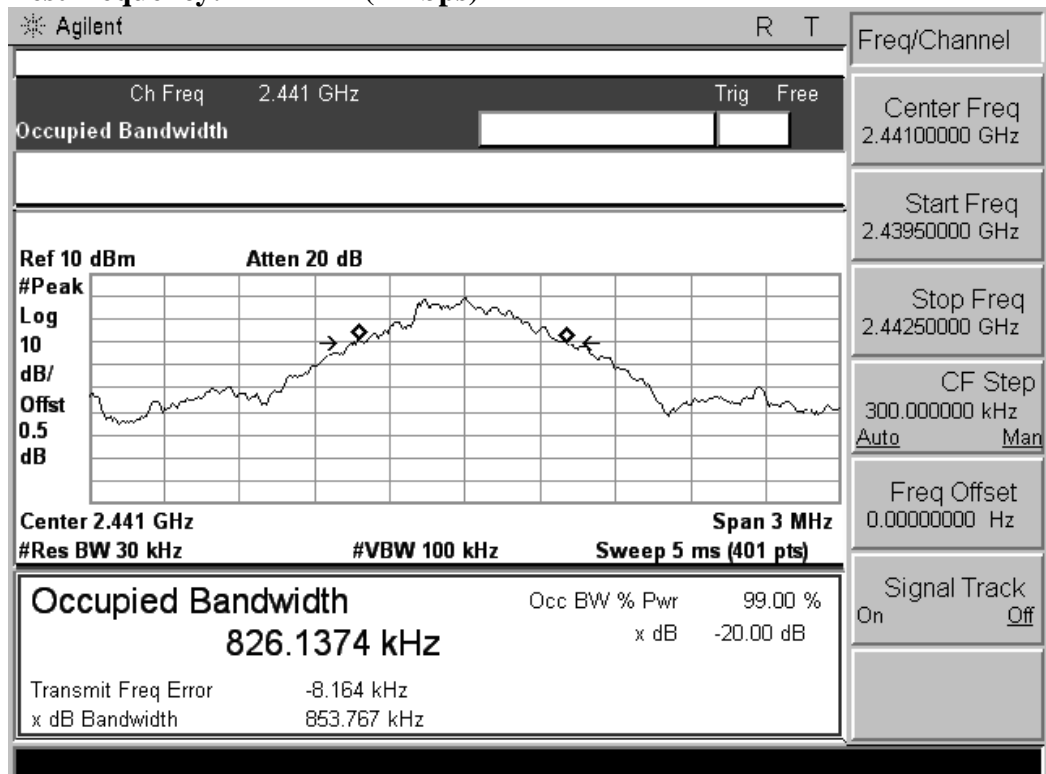 Agilent R T
Freq/Channel
Ch Freq 2.441 GHz Trig Free
Occupied Bandwidth
Center Freq
2.44100000 GHz
Start Freq
2.43950000 GHz
Stop Freq
2.44250000 GHz
CF Step
300.000000 kHz
Auto Man
Freq Offset
0.00000000 Hz
Signal Track
On Off
Ref 10 dBm Atten 20 dB
#Peak
Log
10
dB/
Offst
0.5
dB
Center 2.441 GHz Span 3 MHz
#Res BW 30 kHz #VBW 100 kHz Sweep 5 ms (401 pts)
Occupied Bandwidth
826.1374 kHz
Occ BW % Pwr 99.00 %
x dB -20.00 dB
Transmit Freq Error -8.164 kHz
x dB Bandwidth 853.767 kHz